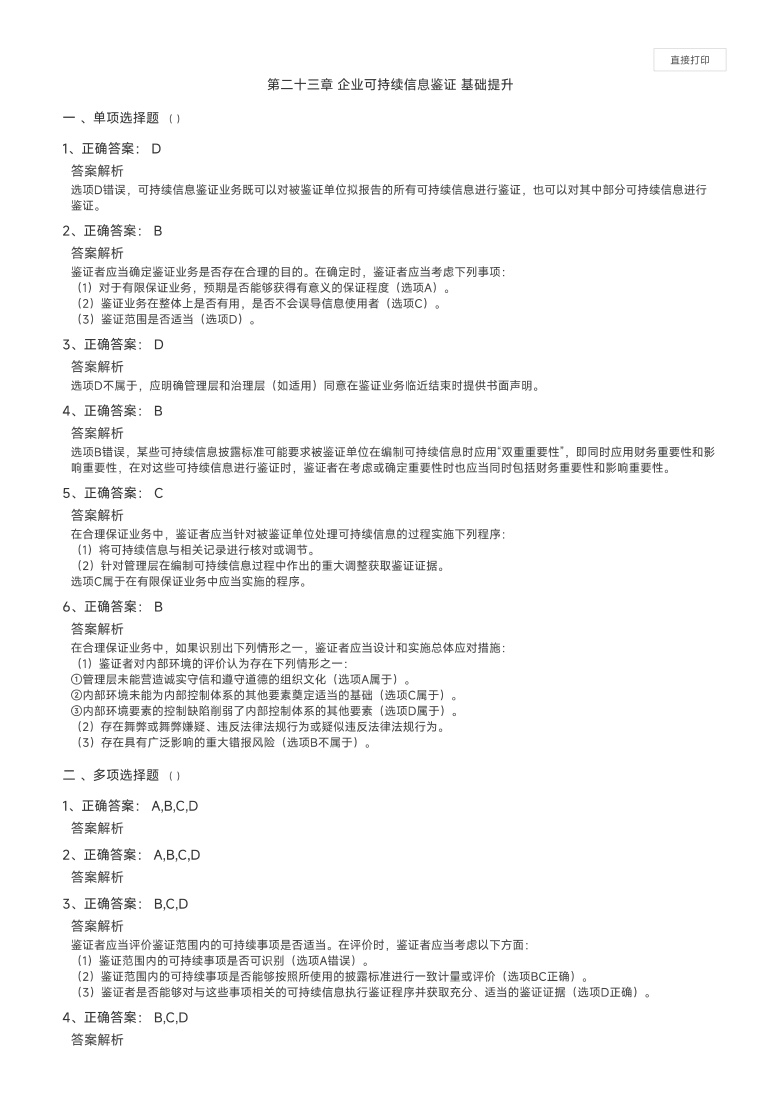 直接打印
第二十三章 企业可持续信息鉴证 基础提升
一 、单项选择题 （ ）
1、正确答案： D
答案解析
选项D错误，可持续信息鉴证业务既可以对被鉴证单位拟报告的所有可持续信息进行鉴证，也可以对其中部分可持续信息进行
鉴证。
2、正确答案： B
答案解析
鉴证者应当确定鉴证业务是否存在合理的目的。在确定时，鉴证者应当考虑下列事项：
（1）对于有限保证业务，预期是否能够获得有意义的保证程度（选项A）。
（2）鉴证业务在整体上是否有用，是否不会误导信息使用者（选项C）。
（3）鉴证范围是否适当（选项D）。
3、正确答案： D
答案解析
选项D不属于，应明确管理层和治理层（如适用）同意在鉴证业务临近结束时提供书面声明。
4、正确答案： B
答案解析
选项B错误，某些可持续信息披露标准可能要求被鉴证单位在编制可持续信息时应用“双重重要性”，即同时应用财务重要性和影
响重要性，在对这些可持续信息进行鉴证时，鉴证者在考虑或确定重要性时也应当同时包括财务重要性和影响重要性。
5、正确答案： C
答案解析
在合理保证业务中，鉴证者应当针对被鉴证单位处理可持续信息的过程实施下列程序：
（1）将可持续信息与相关记录进行核对或调节。
（2）针对管理层在编制可持续信息过程中作出的重大调整获取鉴证证据。
选项C属于在有限保证业务中应当实施的程序。
6、正确答案： B
答案解析
在合理保证业务中，如果识别出下列情形之一，鉴证者应当设计和实施总体应对措施：
（1）鉴证者对内部环境的评价认为存在下列情形之一：
①管理层未能营造诚实守信和遵守道德的组织文化（选项A属于）。
②内部环境未能为内部控制体系的其他要素奠定适当的基础（选项C属于）。
③内部环境要素的控制缺陷削弱了内部控制体系的其他要素（选项D属于）。
（2）存在舞弊或舞弊嫌疑、违反法律法规行为或疑似违反法律法规行为。
（3）存在具有广泛影响的重大错报风险（选项B不属于）。
二 、多项选择题 （ ）
1、正确答案： A,B,C,D
答案解析
2、正确答案： A,B,C,D
答案解析
3、正确答案： B,C,D
答案解析
鉴证者应当评价鉴证范围内的可持续事项是否适当。在评价时，鉴证者应当考虑以下方面：
（1）鉴证范围内的可持续事项是否可识别（选项A错误）。
（2）鉴证范围内的可持续事项是否能够按照所使用的披露标准进行一致计量或评价（选项BC正确）。
（3）鉴证者是否能够对与这些事项相关的可持续信息执行鉴证程序并获取充分、适当的鉴证证据（选项D正确）。
4、正确答案： B,C,D
答案解析